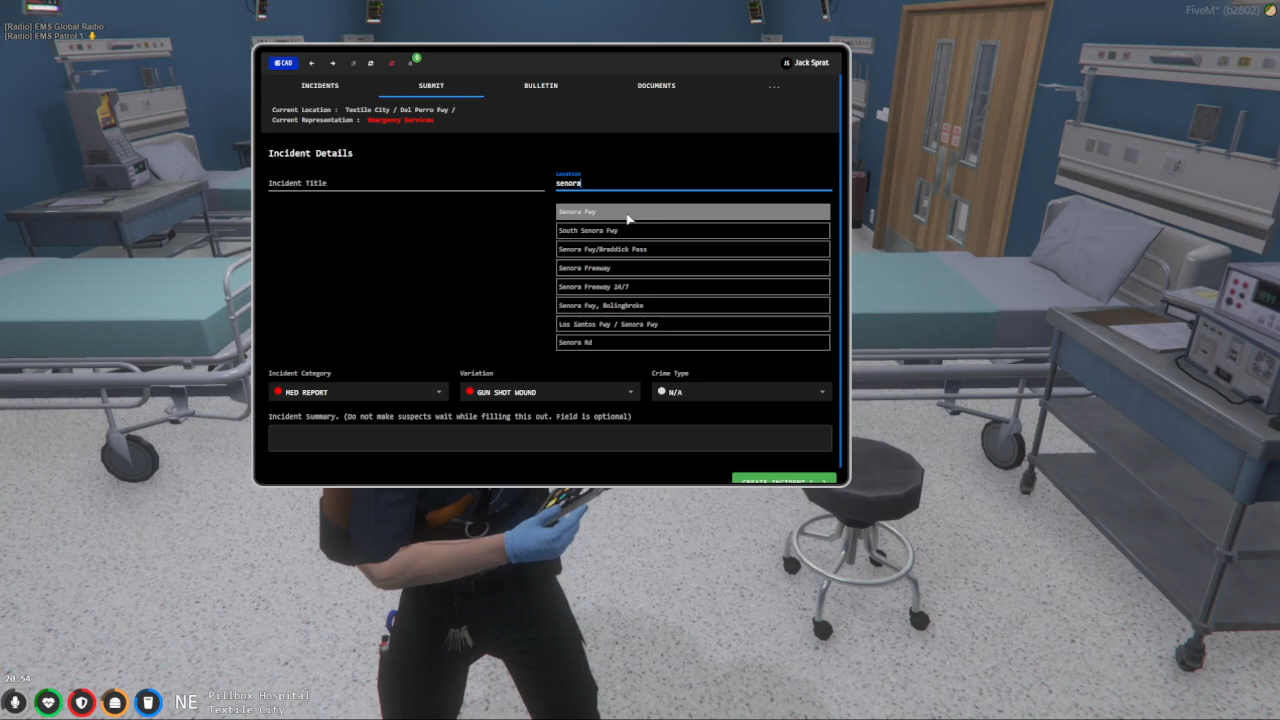 [Radio] EMS Global Radio
[Radio] EMS Patrol 1
FiveM* (b2802)
CAD
0
JS Jack Sprat
INCIDENTS
SUBMIT
BULLETIN
DOCUMENTS
...
Current Location : Textile City / Del Perro Fwy /
Current Representation : Emergency Services
Incident Details
Incident Title
Location
senora
Senora Fwy
South Senora Fwy
Senora Fwy/Braddick Pass
Senora Freeway
Senora Freeway 24/7
Senora Fwy, Bolingbroke
Los Santos Fwy / Senora Fwy
Senora Rd
Incident Category
Variation
Crime Type
MED REPORT
GUN SHOT WOUND
N/A
Incident Summary. (Do not make suspects wait while filling this out. Field is optional)
CREATE INCIDENT
20:54
NE
Pillbox Hospital
Textile City